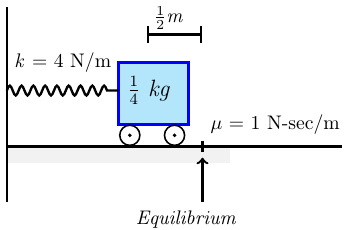 ½ m
k = 4 N/m
¼ kg
μ = 1 N-sec/m
Equilibrium